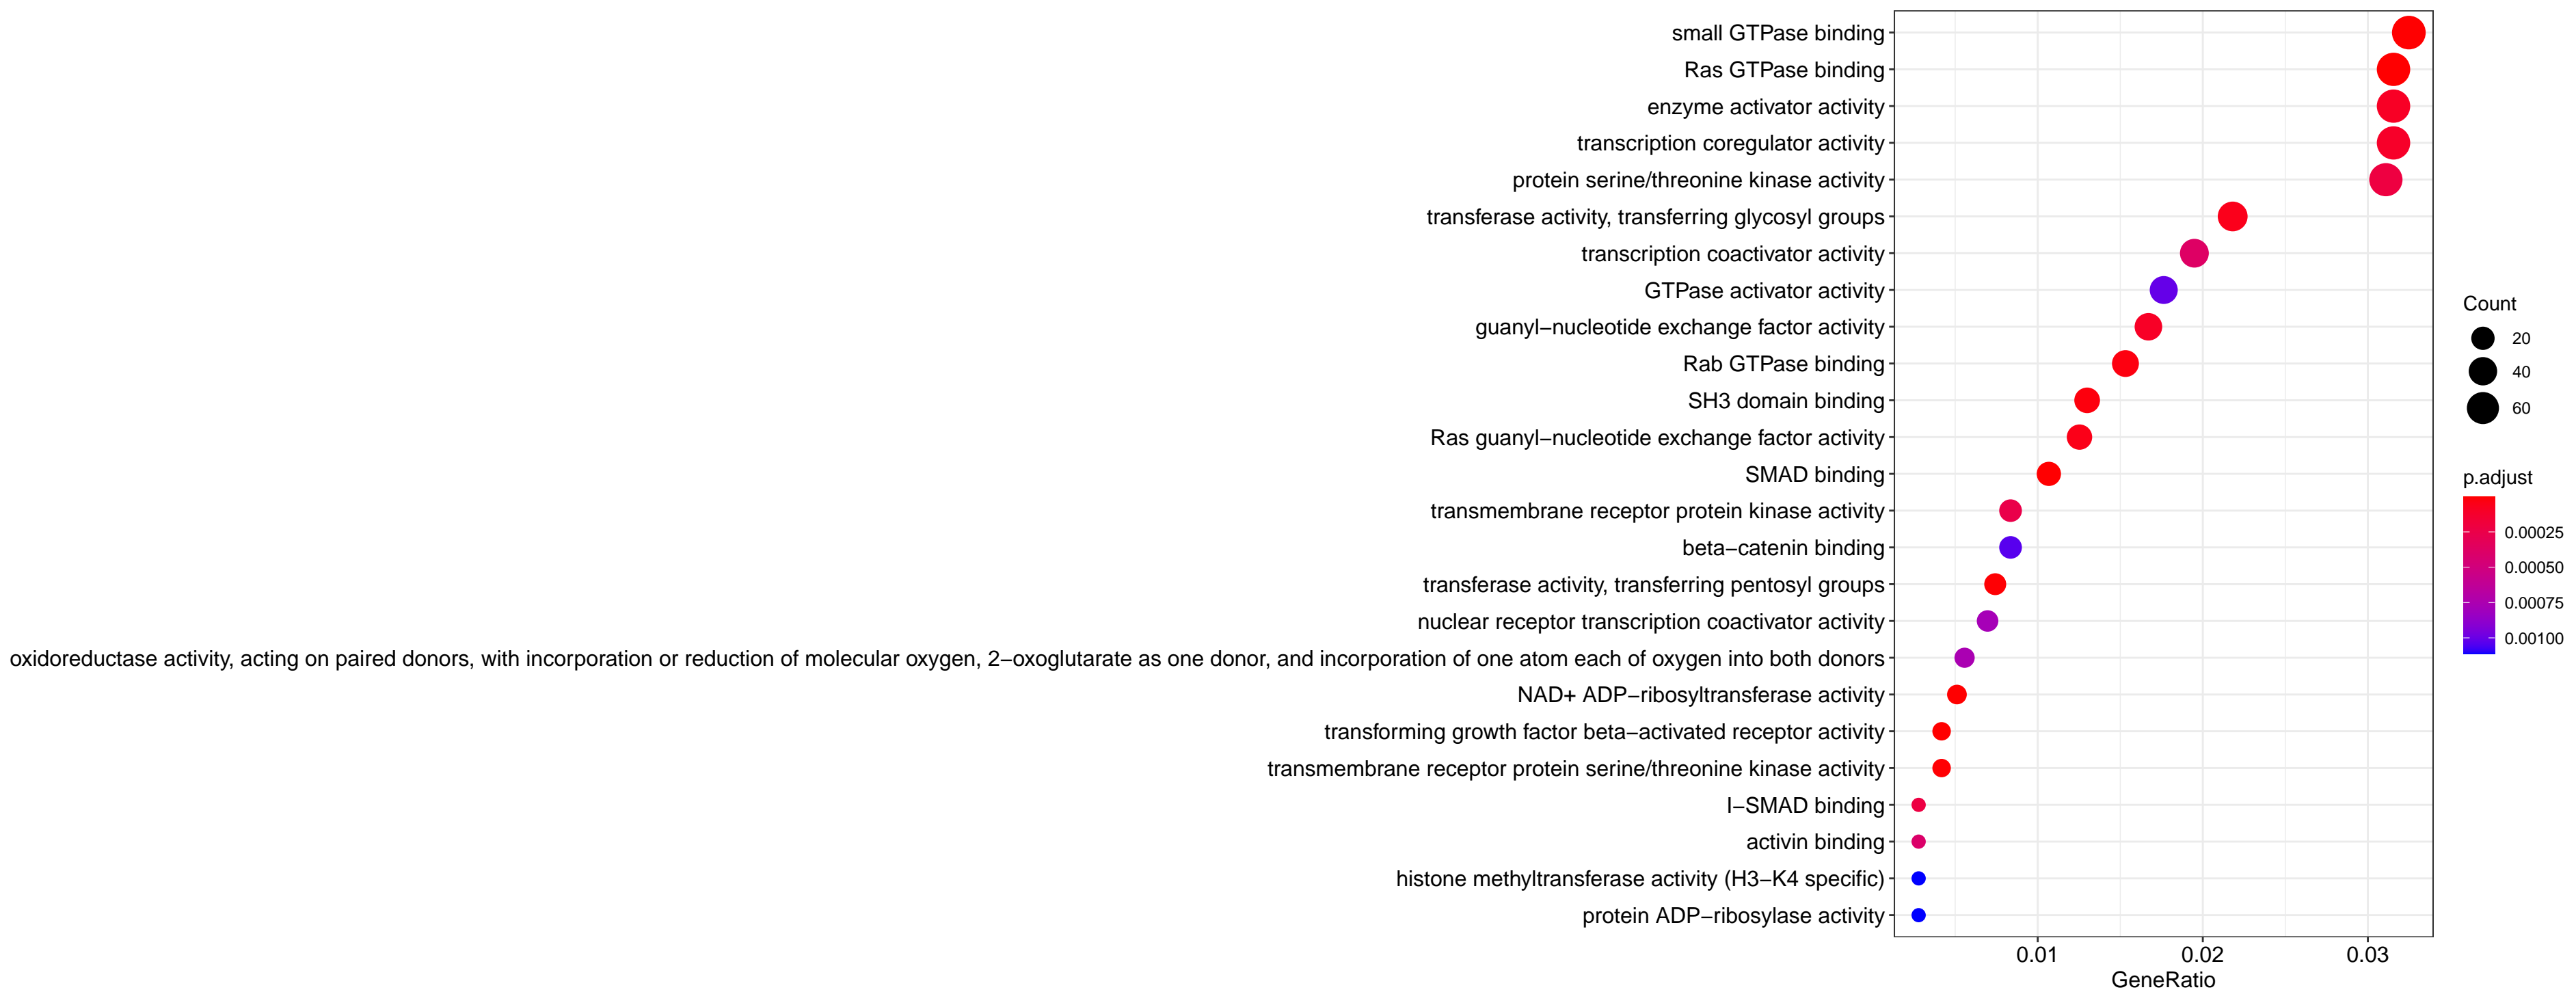 small GTPase binding
Ras GTPase binding
enzyme activator activity
transcription coregulator activity
protein serine/threonine kinase activity
transferase activity, transferring glycosyl groups
transcription coactivator activity
GTPase activator activity
guanyl−nucleotide exchange factor activity
Rab GTPase binding
SH3 domain binding
Ras guanyl−nucleotide exchange factor activity
SMAD binding
transmembrane receptor protein kinase activity
beta−catenin binding
transferase activity, transferring pentosyl groups
nuclear receptor transcription coactivator activity
oxidoreductase activity, acting on paired donors, with incorporation or reduction of molecular oxygen, 2−oxoglutarate as one donor, and incorporation of one atom each of oxygen into both donors
NAD+ ADP−ribosyltransferase activity
transforming growth factor beta−activated receptor activity
transmembrane receptor protein serine/threonine kinase activity
I−SMAD binding
activin binding
histone methyltransferase activity (H3−K4 specific)
protein ADP−ribosylase activity
0.01 0.02 0.03
GeneRatio
Count
20
40
60
p.adjust
0.00025
0.00050
0.00075
0.00100